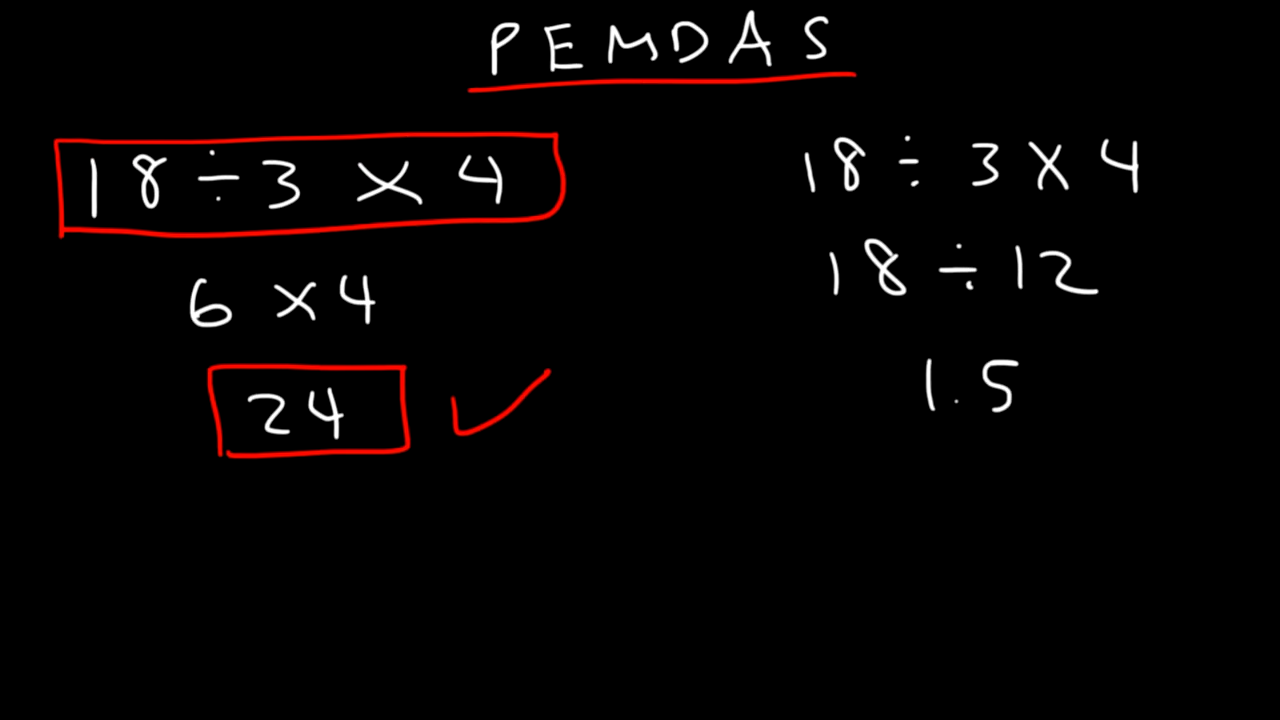 PEMDAS
18 ÷ 3 × 4
6 × 4
24
18 ÷ 3 × 4
18 ÷ 12
1.5